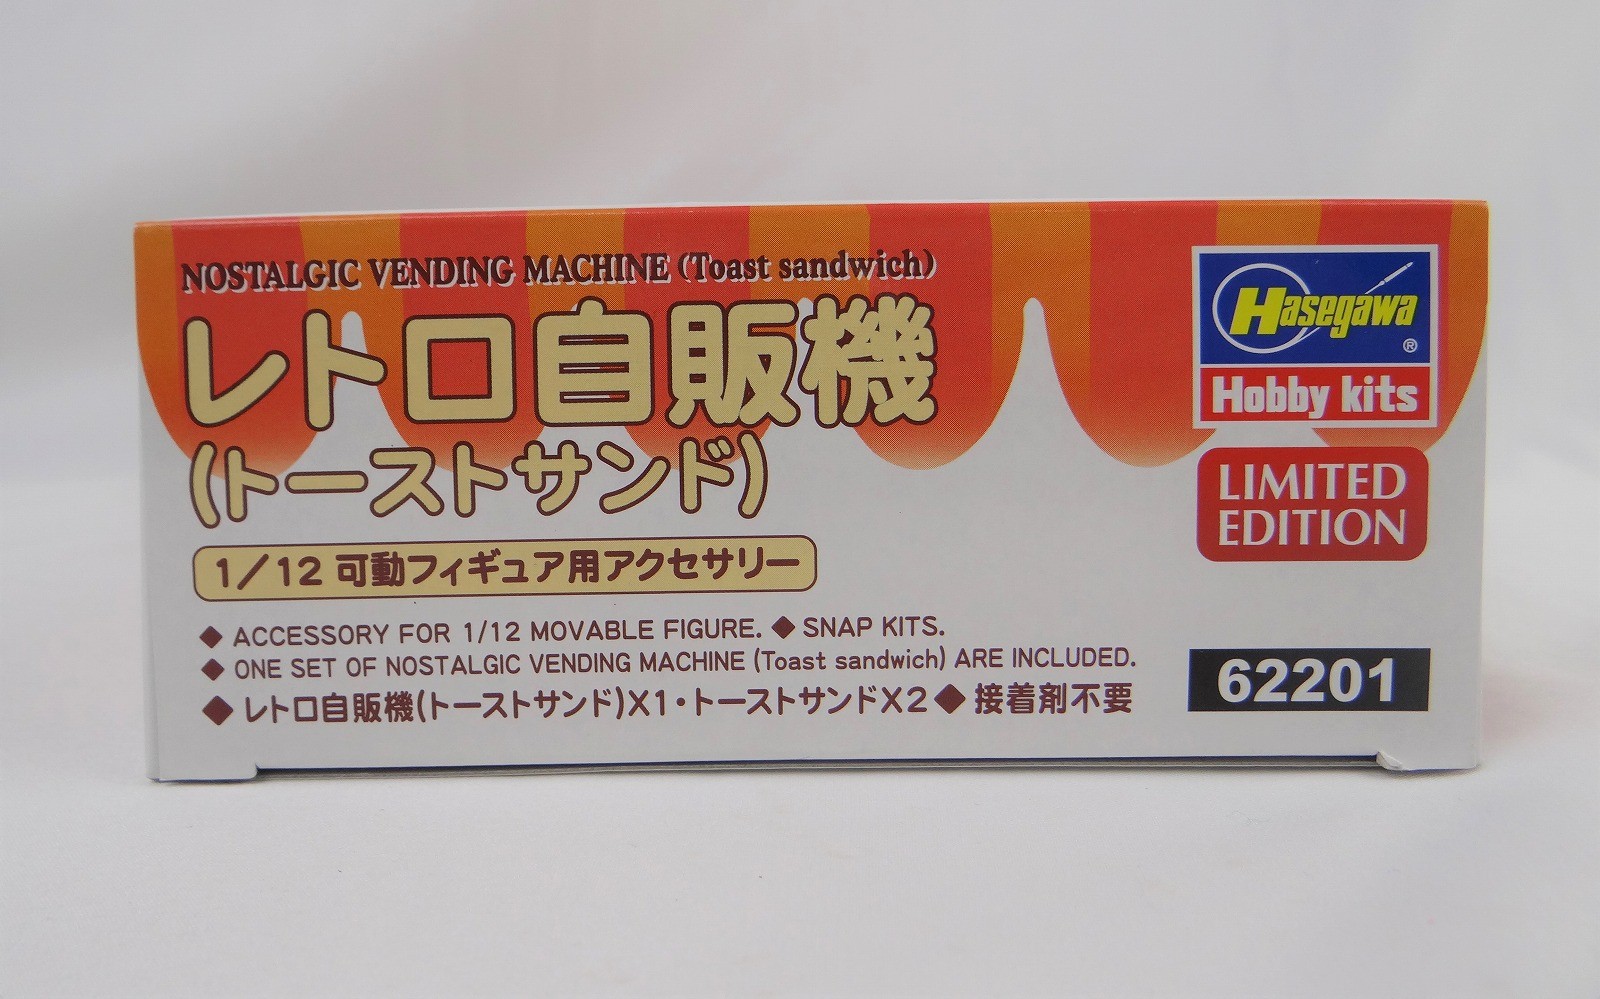 NOSTALGIC VENDING MACHINE (Toast sandwich)
レトロ自販機
(トーストサンド)
1/12 可動フィギュア用アクセサリー
◆ ACCESSORY FOR 1/12 MOVABLE FIGURE. ◆ SNAP KITS.
◆ ONE SET OF NOSTALGIC VENDING MACHINE (Toast sandwich) ARE INCLUDED.
◆ レトロ自販機(トーストサンド)X1・トーストサンドX2 ◆ 接着剤不要
Hasegawa ®
Hobby kits
LIMITED
EDITION
62201